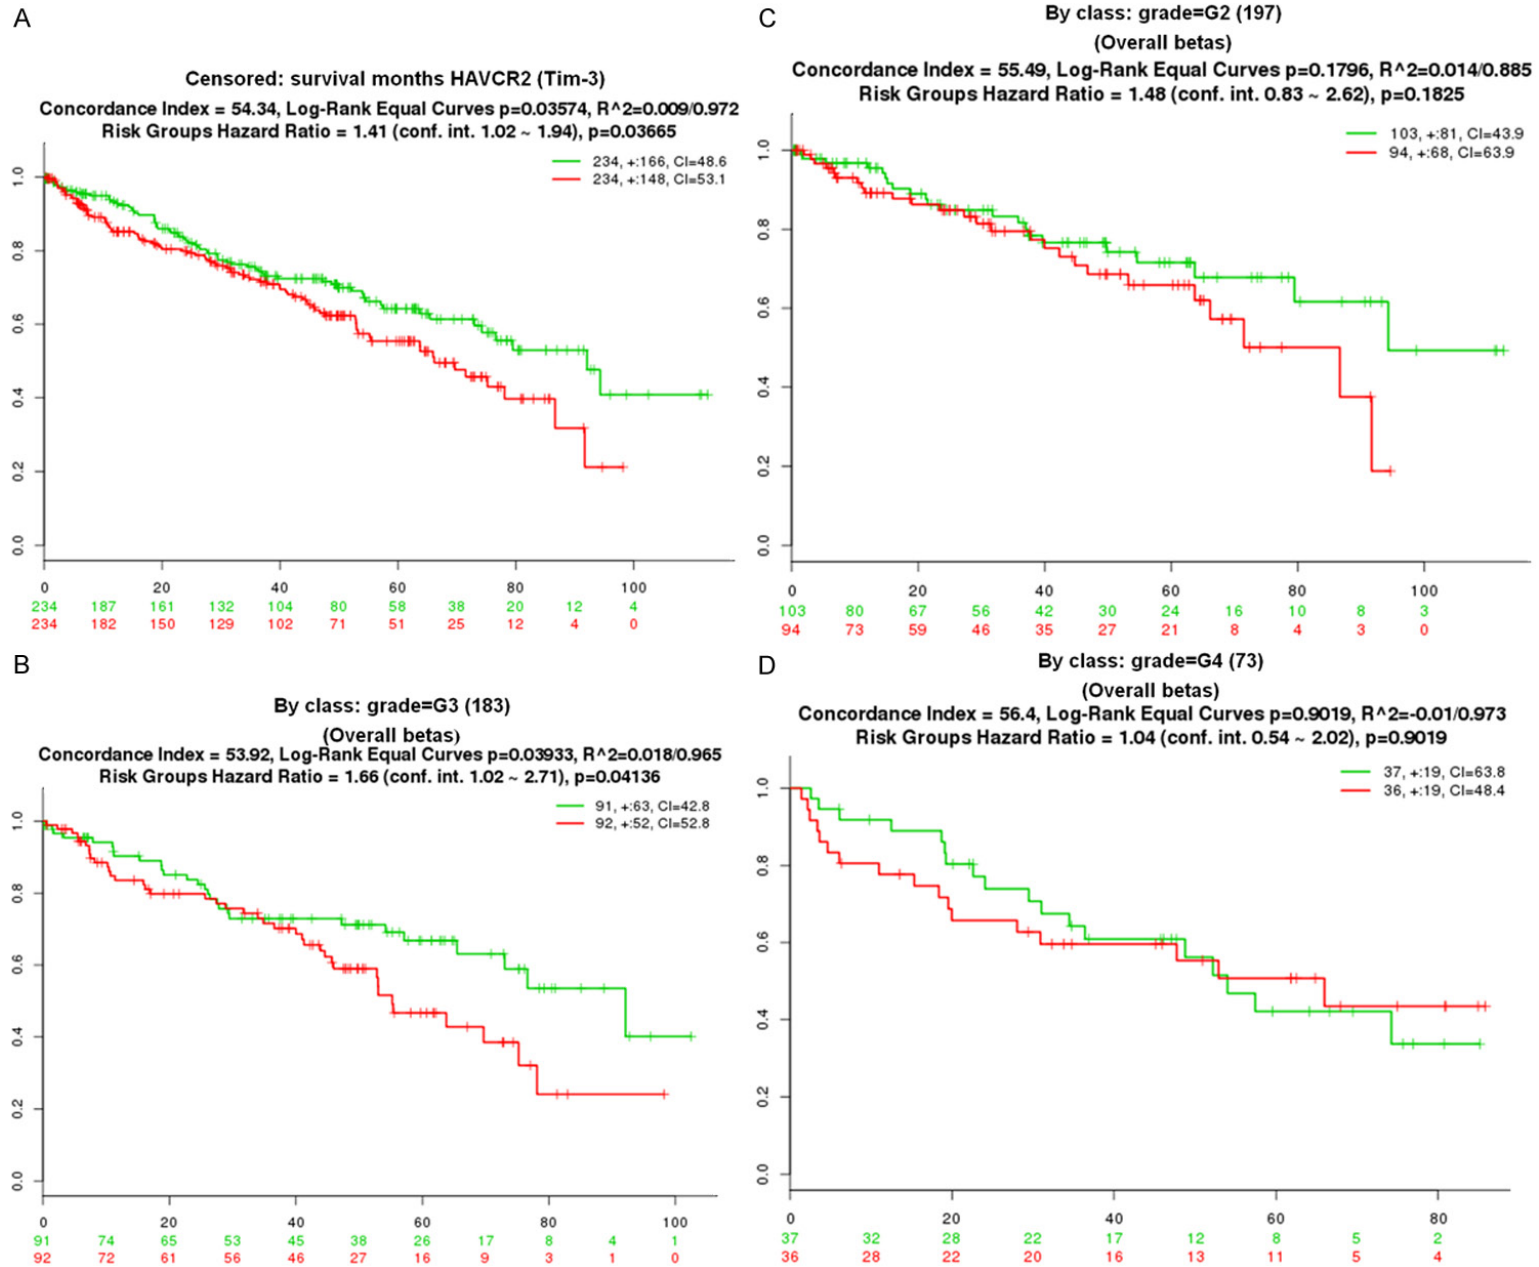 A
Censored: survival months HAVCR2 (Tim-3)
Concordance Index = 54.34, Log-Rank Equal Curves p=0.03574, R^2=0.009/0.972
Risk Groups Hazard Ratio = 1.41 (conf. int. 1.02 ~ 1.94), p=0.03665
234, +:166, CI=48.6
234, +:148, CI=53.1
1.0
0.8
0.6
0.4
0.2
0.0
0 20 40 60 80 100
234 187 161 132 104 80 58 38 20 12 4
234 182 150 129 102 71 51 25 12 4 0
B
By class: grade=G3 (183)
(Overall betas)
Concordance Index = 53.92, Log-Rank Equal Curves p=0.03933, R^2=0.018/0.965
Risk Groups Hazard Ratio = 1.66 (conf. int. 1.02 ~ 2.71), p=0.04136
91, +:63, CI=42.8
92, +:52, CI=52.8
1.0
0.8
0.6
0.4
0.2
0.0
0 20 40 60 80 100
91 74 65 53 45 38 26 17 8 4 1
92 72 61 56 46 27 16 9 3 1 0
C
By class: grade=G2 (197)
(Overall betas)
Concordance Index = 55.49, Log-Rank Equal Curves p=0.1796, R^2=0.014/0.885
Risk Groups Hazard Ratio = 1.48 (conf. int. 0.83 ~ 2.62), p=0.1825
103, +:81, CI=43.9
94, +:68, CI=63.9
1.0
0.8
0.6
0.4
0.2
0.0
0 20 40 60 80 100
103 80 67 56 42 30 24 16 10 8 3
94 73 59 46 35 27 21 8 4 3 0
D
By class: grade=G4 (73)
(Overall betas)
Concordance Index = 56.4, Log-Rank Equal Curves p=0.9019, R^2=-0.01/0.973
Risk Groups Hazard Ratio = 1.04 (conf. int. 0.54 ~ 2.02), p=0.9019
37, +:19, CI=63.8
36, +:19, CI=48.4
1.0
0.8
0.6
0.4
0.2
0.0
0 20 40 60 80
37 32 28 22 17 12 8 5 2
36 28 22 20 16 13 11 5 4